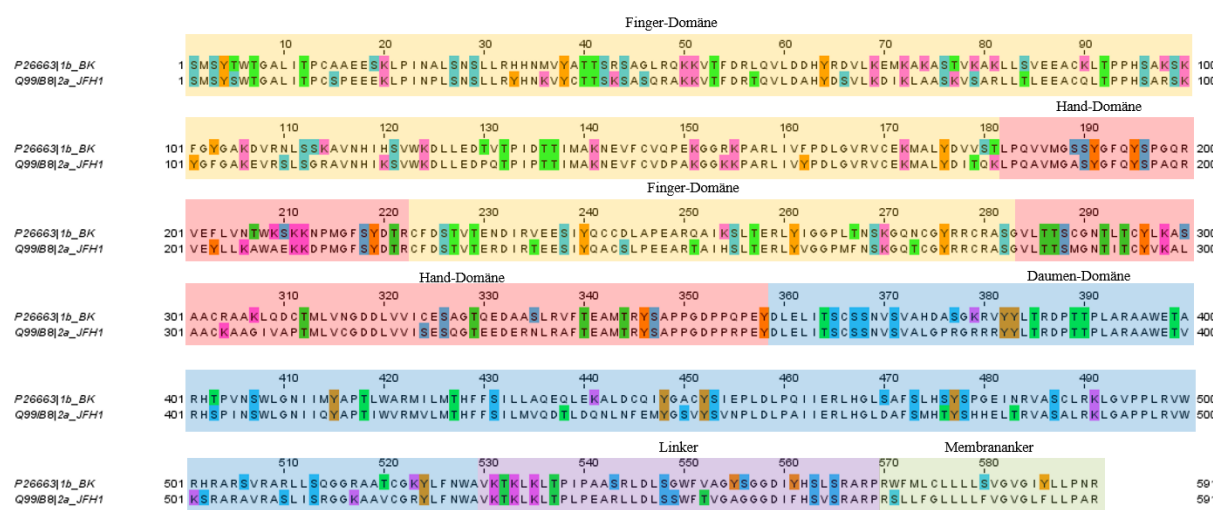 Finger-Domäne
10 20 30 40 50 60 70 80 90
P26663|1b_BK 1 SMSYTWTGALITPCAAEESKLPINALSNSLLRHHNMVYATTSRSAGLRQKKVTFDRLQVLDDHYRDVLKEMKAKASTVKAKLLSVEEACKLTPPHSAKSK 100
Q99IB8|2a_JFH1 1 SMSYSWTGALITPCSPEEEKLPINPLSNSLLRYHNKVYCTTSKSASQRAKKVTFDRTQVLDAHYDSVLKDIKLAASKVSARLLTLEEACQLTPPHSARSK 100
Hand-Domäne
110 120 130 140 150 160 170 180 190
P26663|1b_BK 101 FGYGAKDVRNLSSKAVNHIHSVWKDLLEDTVTPIDTTIMAKNEVFCVQPEKGGRKPARLIVFPDLGVRVCEKMALYDVVSTLPQVVMGSSYGFQYSPGQR 200
Q99IB8|2a_JFH1 101 YGFGAKEVRSLSGRAVNHIKSVWKDLLEDPQTPIPTTIMAKNEVFCVDPAKGGKKPARLIVYPDLGVRVCEKMALYDITQKLPQAVMGASYGFQYSPAQR 200
Finger-Domäne
210 220 230 240 250 260 270 280 290
P26663|1b_BK 201 VEFLVNTWKSKKNPMGFSYDTRCFDSTVTENDIRVEESIYQCCDLAPEARQAIKSLTERLYIGGPLTNSKGQNCGYRRCRASGVLTTSCGNTLTCYLKAS 300
Q99IB8|2a_JFH1 201 VEYLLKAWAEKKDPMGFSYDTRCFDSTVTERDIRTEESIYQACSLPEEARTAIHSLTERLYVGGPMFNSKGQTCGYRRCRASGVLTTSMGNTITCYVKAL 300
Hand-Domäne Daumen-Domäne
310 320 330 340 350 360 370 380 390
P26663|1b_BK 301 AACRAAKLQDCTMLVNGDDLVVICESAGTQEDAASLRVFTEAMTRYSAPPGDPPQPEYDLELITSCSSNVSVAHDASGKRVYYLTRDPTTPLARAAWETA 400
Q99IB8|2a_JFH1 301 AACKAAGIVAPTMLVCGDDLVVISESQGTEEDERNLRAFTEAMTRYSAPPGDPPRPEYDLELITSCSSNVSVALGPRGRRRYYLTRDPTTPLARAAWETV 400
410 420 430 440 450 460 470 480 490
P26663|1b_BK 401 RHTPVNSWLGNIIMYAPTLWARMILMTHFFSILLAQEQLEKALDCQIYGACYSIEPLDLPQIIERLHGLSAFSLHSYSPGEINRVASCLRKLGVPPLRVW 500
Q99IB8|2a_JFH1 401 RHSPINSWLGNIIQYAPTIWVRMVLMTHFFSILMVQDTLDQNLNFEMYGSVYSVNPLDLPAIIERLHGLDAFSMHTYSHHELTRVASALRKLGAPPLRVW 500
Linker Membrananker
510 520 530 540 550 560 570 580
P26663|1b_BK 501 RHRARSVRARLLSQGGRAATCGKYLFNWAVKTKLKLTPIPAASRLDLSGWFVAGYSGGDIYHSLSRARPRWFMLCLLLLSVGVGIYLLPNR 591
Q99IB8|2a_JFH1 501 KSRARAVRASLISRGGKAAVCGRYLFNWAVKTKLKLTPLPEARLLDLSSWFTVGAGGGDIFHSVSRARPRSLLFGLLLLFVGVGLFLLPNR 591